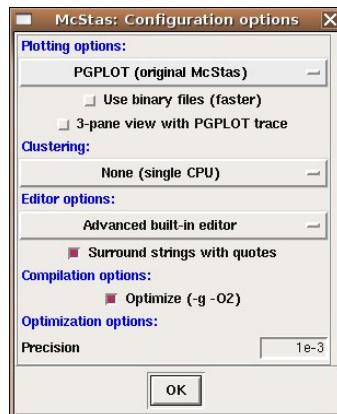 McStas: Configuration options
Plotting options:
PGPLOT (original McStas)
Use binary files (faster)
3-pane view with PGPLOT trace
Clustering:
None (single CPU)
Editor options:
Advanced built-in editor
Surround strings with quotes
Compilation options:
Optimize (-g -O2)
Optimization options:
Precision 1e-3
OK